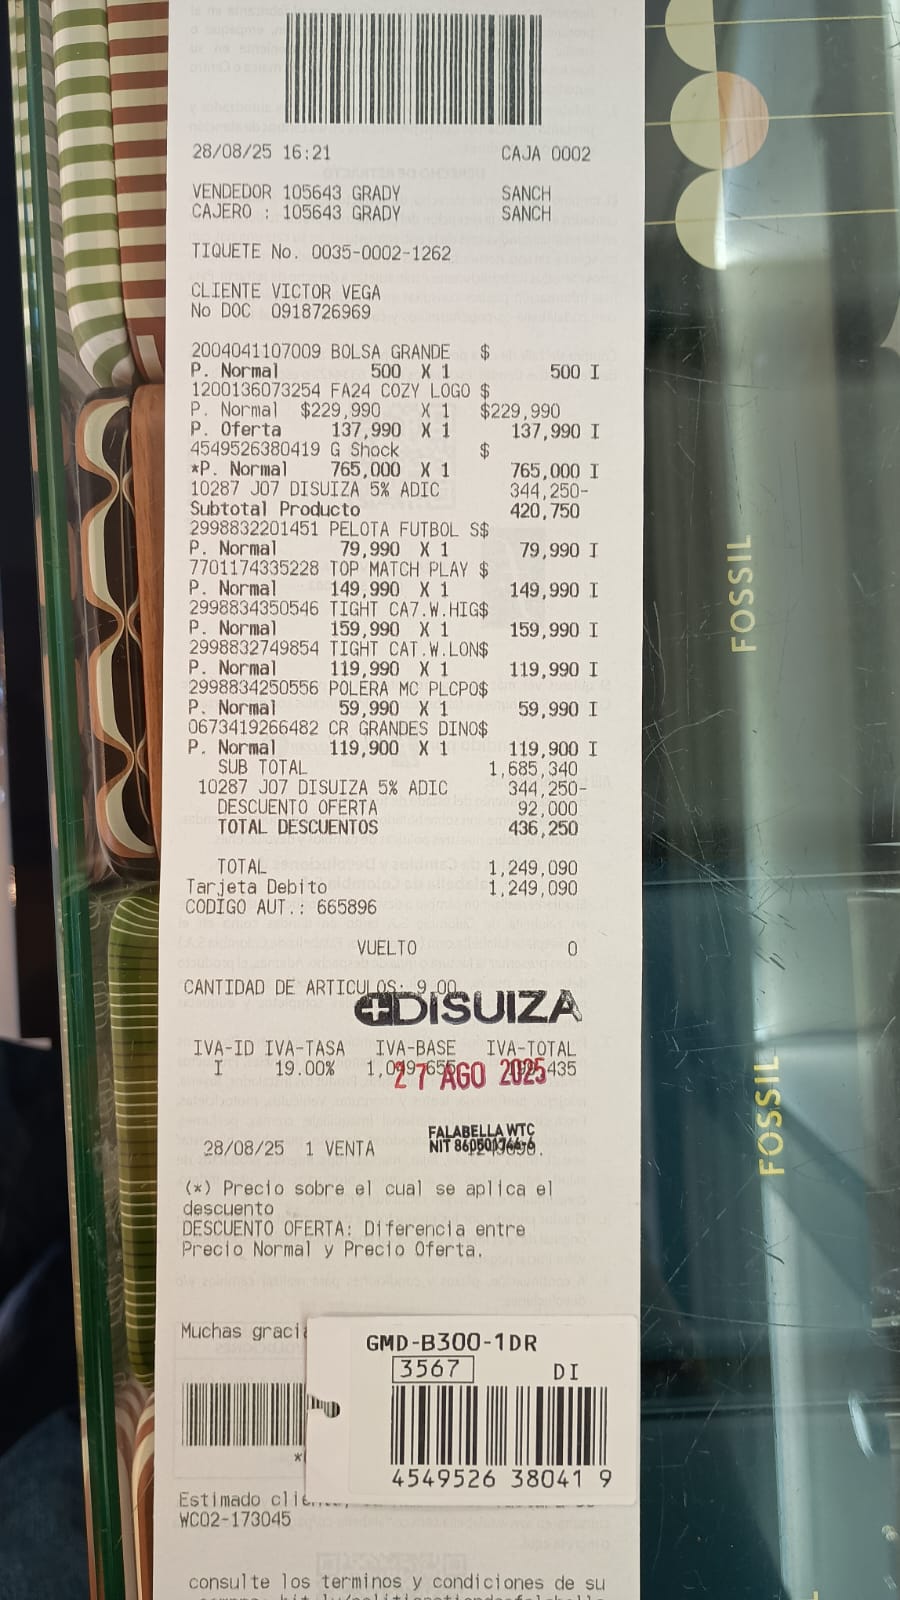 28/08/25 16:21 CAJA 0002
VENDEDOR 105643 GRADY SANCH
CAJERO : 105643 GRADY SANCH
TIQUETE No. 0035-0002-1262
CLIENTE VICTOR VEGA
No DOC 0918726969
2004041107009 BOLSA GRANDE $
P. Normal 500 X 1 500 I
1200136073254 FA24 COZY LOGO $
P. Normal $229,990 X 1 $229,990
P. Oferta 137,990 X 1 137,990 I
4549526380419 G Shock $
*P. Normal 765,000 X 1 765,000 I
10287 J07 DISUIZA 5% ADIC 344,250-
Subtotal Producto 420,750
2998832201451 PELOTA FUTBOL S$
P. Normal 79,990 X 1 79,990 I
7701174335228 TOP MATCH PLAY $
P. Normal 149,990 X 1 149,990 I
2998834350546 TIGHT CA7.W.HIG$
P. Normal 159,990 X 1 159,990 I
2998832749854 TIGHT CAT.W.LON$
P. Normal 119,990 X 1 119,990 I
2998834250556 POLERA MC PLCPO$
P. Normal 59,990 X 1 59,990 I
0673419266482 CR GRANDES DINO$
P. Normal 119,900 X 1 119,900 I
SUB TOTAL 1,685,340
10287 J07 DISUIZA 5% ADIC 344,250-
DESCUENTO OFERTA 92,000
TOTAL DESCUENTOS 436,250
TOTAL 1,249,090
Tarjeta Debito 1,249,090
CODIGO AUT.: 665896
VUELTO 0
CANTIDAD DE ARTICULOS: 9.00
DISUIZA
IVA-ID IVA-TASA IVA-BASE IVA-TOTAL
I 19.00%
27 AGO 2025
FALABELLA WTC
28/08/25 1 VENTA NIT 860501744-6
(*) Precio sobre el cual se aplica el
descuento
DESCUENTO OFERTA: Diferencia entre
Precio Normal y Precio Oferta.
Muchas
GMD-B300-1DR
3567 DI
4549526 38041 9
Estimado
WC02-173045
consulte los terminos y condiciones de su
FOSSIL
FOSSIL